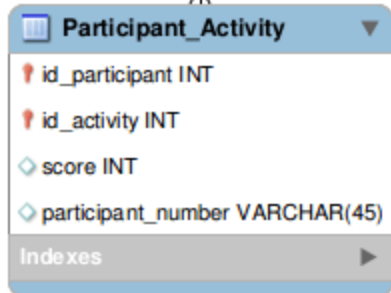 Participant_Activity
id_participant INT
id_activity INT
score INT
participant_number VARCHAR(45)
Indexes